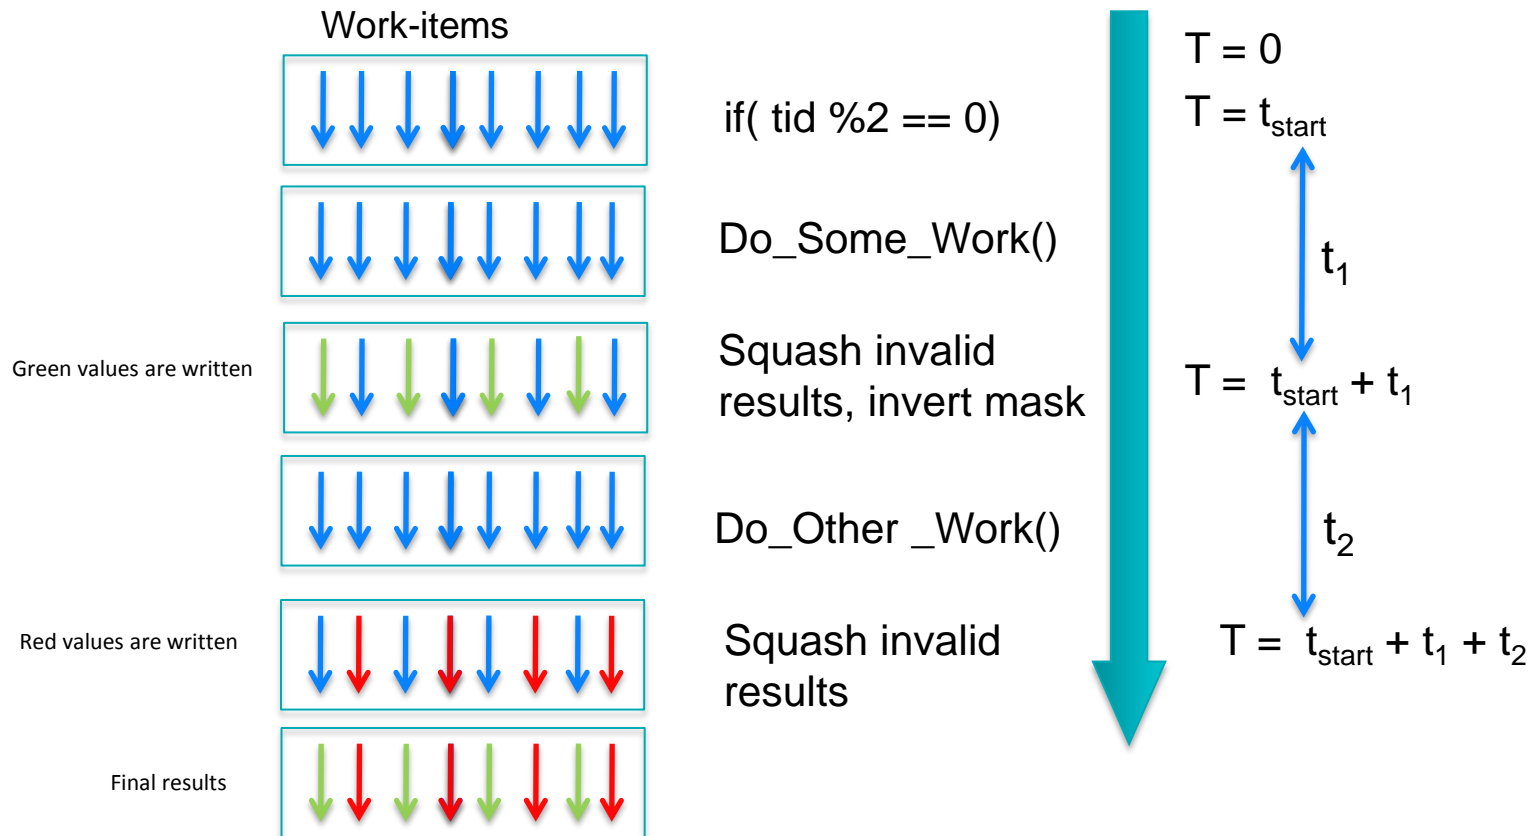 Work-items
T = 0
if( tid %2 == 0)
T = tstart
Do_Some_Work()
t1
Green values are written
Squash invalid
results, invert mask
T = tstart + t1
Do_Other _Work()
t2
Red values are written
Squash invalid
results
T = tstart + t1 + t2
Final results